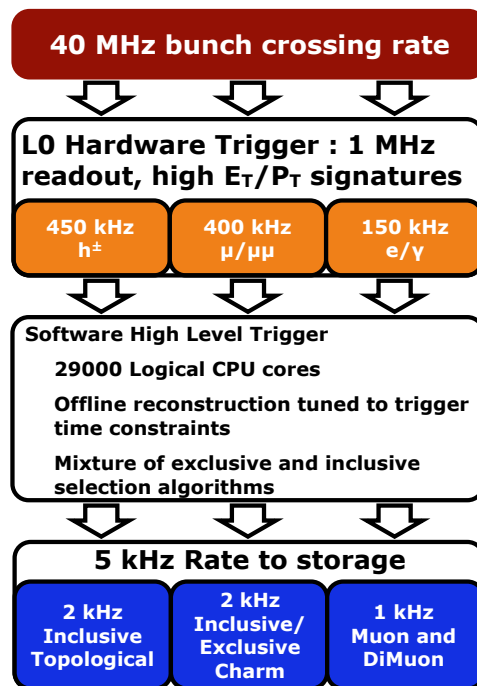 40 MHz bunch crossing rate
L0 Hardware Trigger : 1 MHz
readout, high E_T/P_T signatures
450 kHz
h±
400 kHz
µ/µµ
150 kHz
e/γ
Software High Level Trigger
29000 Logical CPU cores
Offline reconstruction tuned to trigger
time constraints
Mixture of exclusive and inclusive
selection algorithms
5 kHz Rate to storage
2 kHz
Inclusive
Topological
2 kHz
Inclusive/
Exclusive
Charm
1 kHz
Muon and
DiMuon